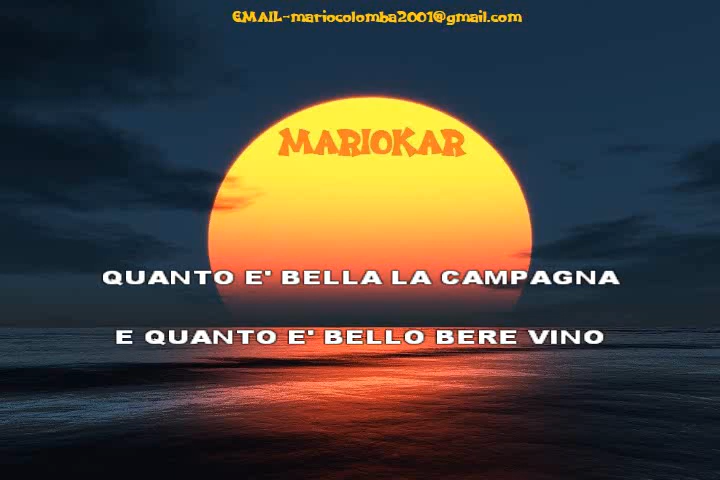 EMAIL-mariocolomba2001@gmail.com
MARIOKAR
QUANTO E' BELLA LA CAMPAGNA
E QUANTO E' BELLO BERE VINO